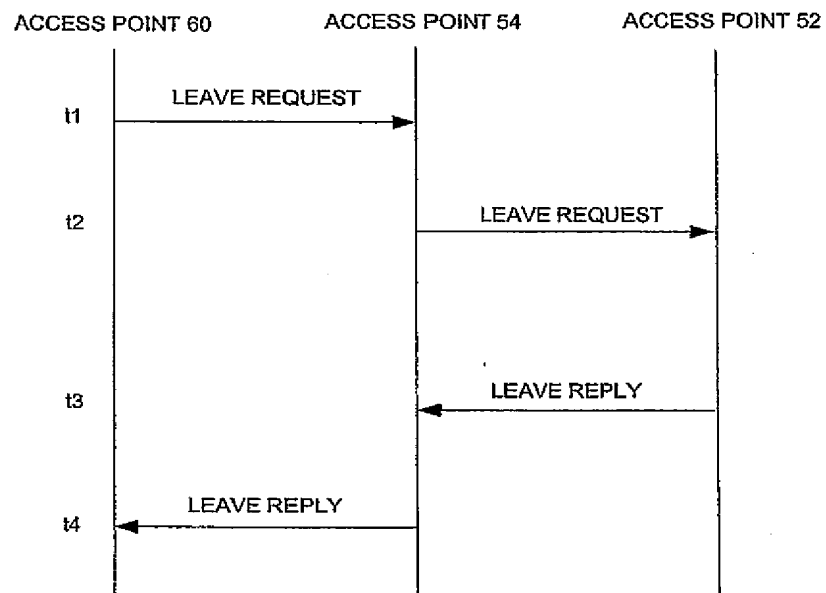 ACCESS POINT 60 ACCESS POINT 54 ACCESS POINT 52
t1 LEAVE REQUEST
t2 LEAVE REQUEST
t3 LEAVE REPLY
t4 LEAVE REPLY